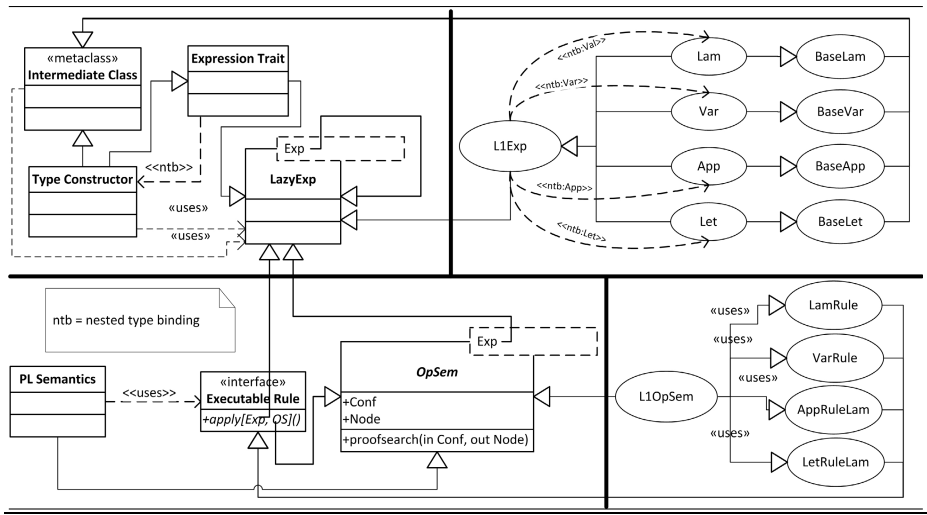 «metaclass»
Intermediate Class
Expression Trait
Exp
<<ntb>>
LazyExp
Type Constructor
«uses»
«uses»
<<ntb:Val>>
Lam
BaseLam
<<ntb:Var>>
Var
BaseVar
L1Exp
App
BaseApp
<<ntb:App>>
Let
BaseLet
<<ntb:Let>>
ntb = nested type binding
Exp
OpSem
PL Semantics
<<uses>>
«interface»
Executable Rule
+apply[Exp, OS]()
+Conf
+Node
+proofsearch(in Conf, out Node)
LamRule
«uses»
«uses»
VarRule
«uses»
L1OpSem
AppRuleLam
«uses»
LetRuleLam